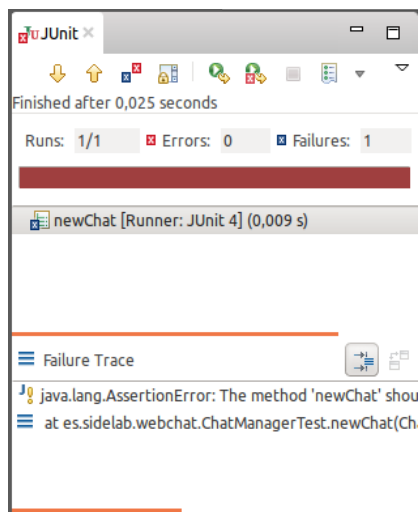 JUnit
Finished after 0,025 seconds
Runs: 1/1 Errors: 0 Failures: 1
newChat [Runner: JUnit 4] (0,009 s)
Failure Trace
java.lang.AssertionError: The method 'newChat' shou
at es.sidelab.webchat.ChatManagerTest.newChat(Cha